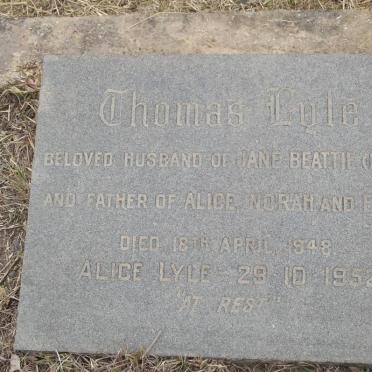 Thomas Lyle
BELOVED HUSBAND OF JANE BEATTIE
AND FATHER OF ALICE, NORAH AND
DIED 18TH APRIL, 1948
ALICE LYLE - 29 10 1952
"AT REST"